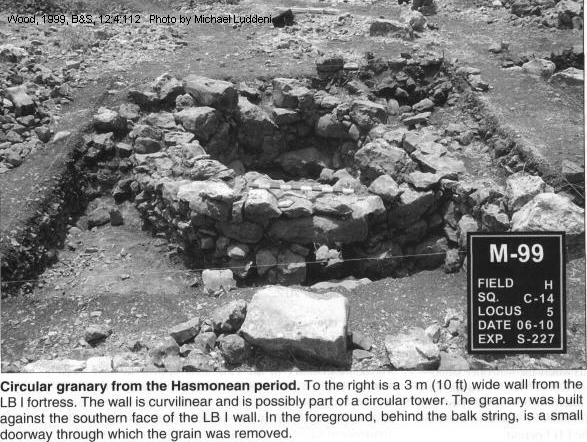 Wood, 1999, B&S, 12:4:112 Photo by Michael Luddeni
M-99
FIELD H
SQ. C-14
LOCUS 5
DATE 06-10
EXP. S-227
Circular granary from the Hasmonean period. To the right is a 3 m (10 ft) wide wall from the
LB I fortress. The wall is curvilinear and is possibly part of a circular tower. The granary was built
against the southern face of the LB I wall. In the foreground, behind the balk string, is a small
doorway through which the grain was removed.